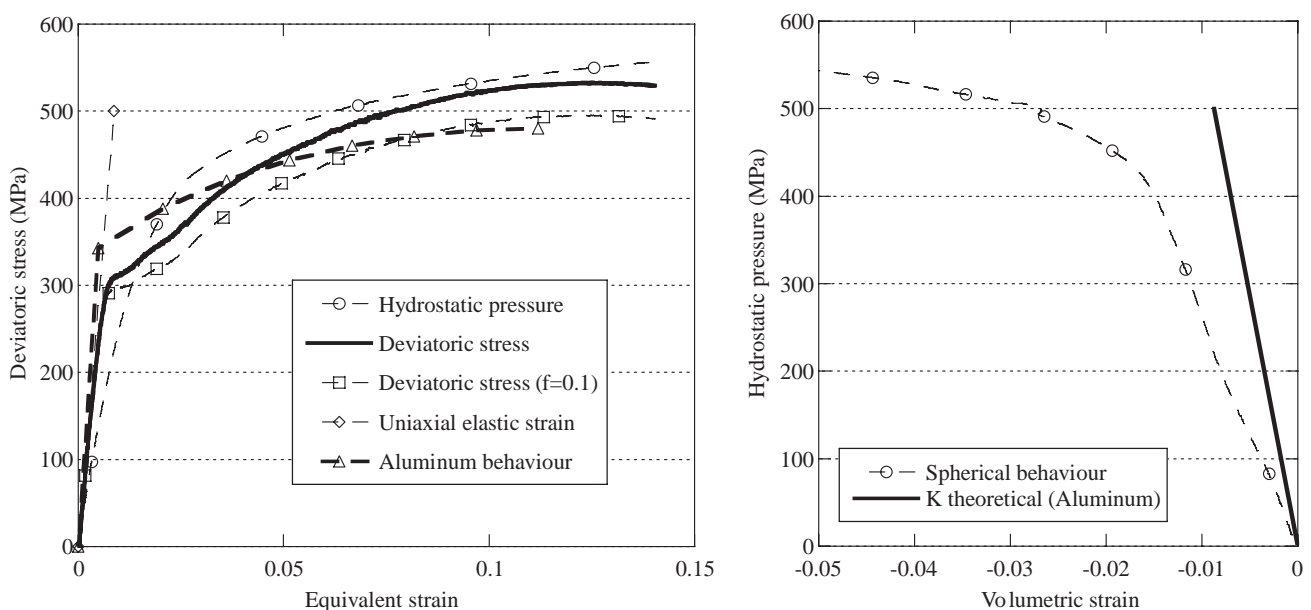 600
500
400
300
200
100
0
Deviatoric stress (MPa)
0
0.05
0.1
0.15
Equivalent strain
Hydrostatic pressure
Deviatoric stress
Deviatoric stress (f=0.1)
Uniaxial elastic strain
Aluminum behaviour
600
500
400
300
200
100
0
Hydrostatic pressure (MPa)
-0.05
-0.04
-0.03
-0.02
-0.01
0
Volumetric strain
Spherical behaviour
K theoretical (Aluminum)